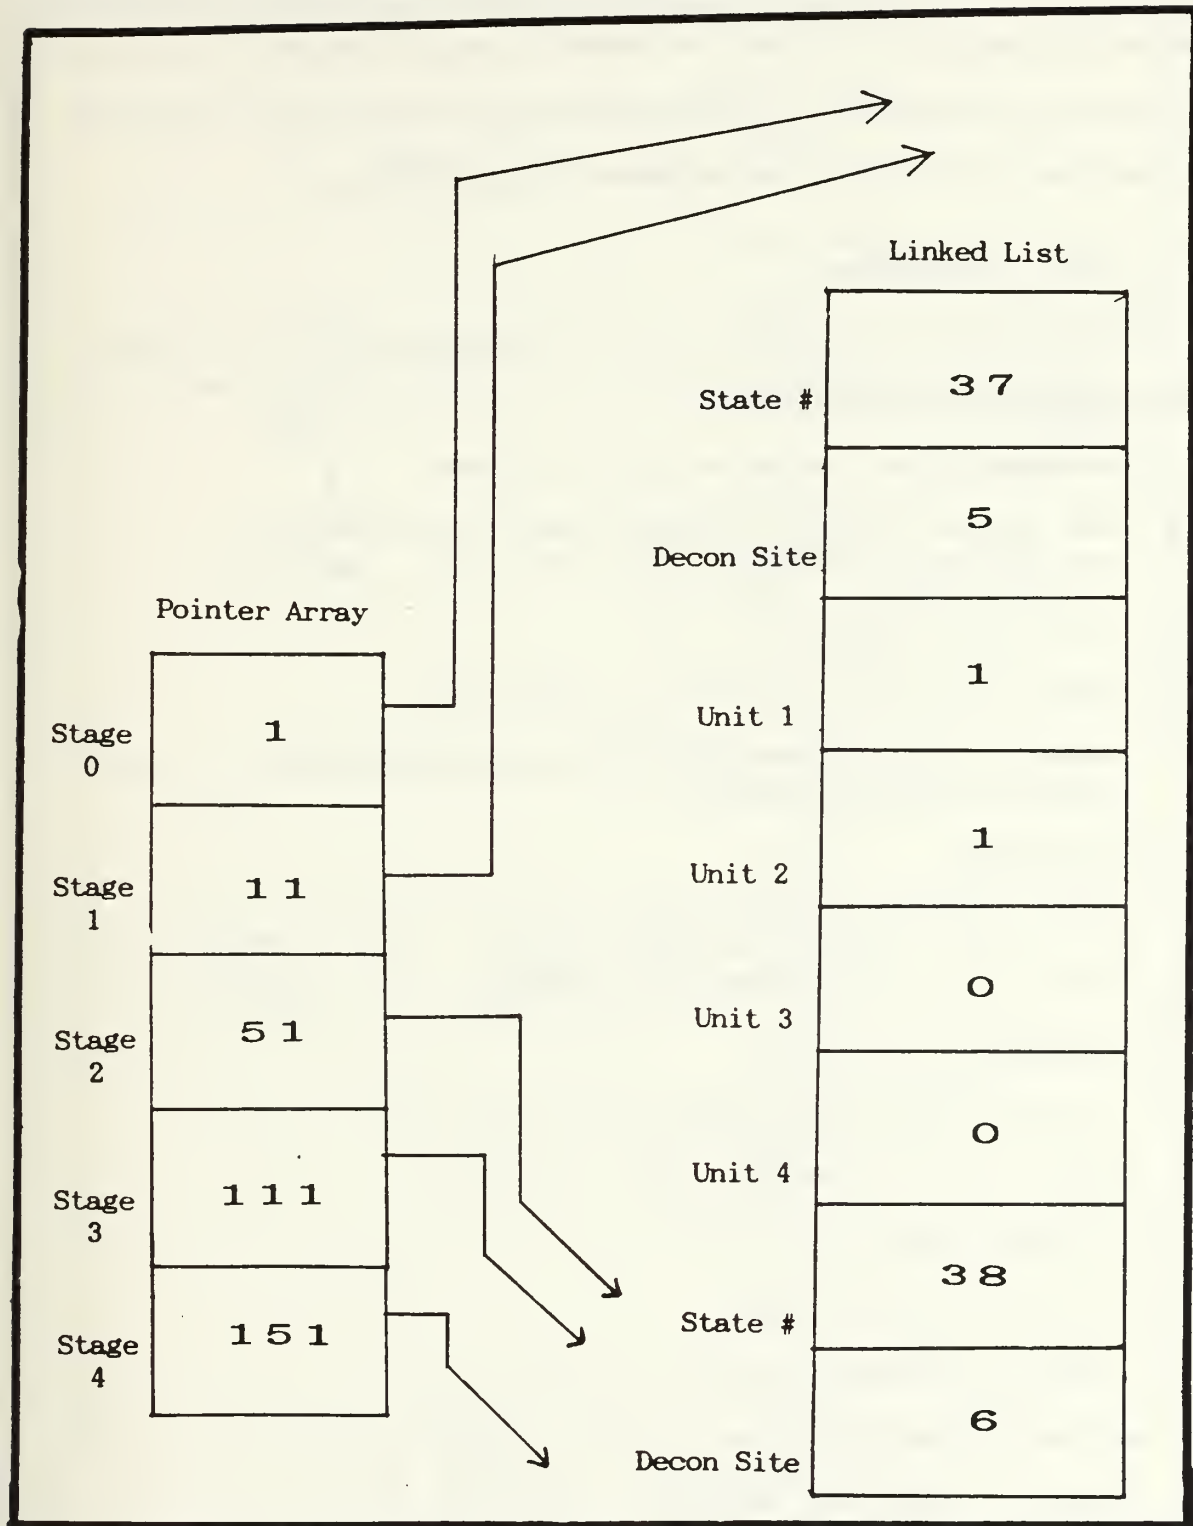 Linked List
State #
37
Decon Site
5
Pointer Array
Unit 1
1
Stage
0
1
Unit 2
1
Stage
1
11
Unit 3
0
Stage
2
51
Unit 4
0
Stage
3
111
State #
38
Stage
4
151
Decon Site
6